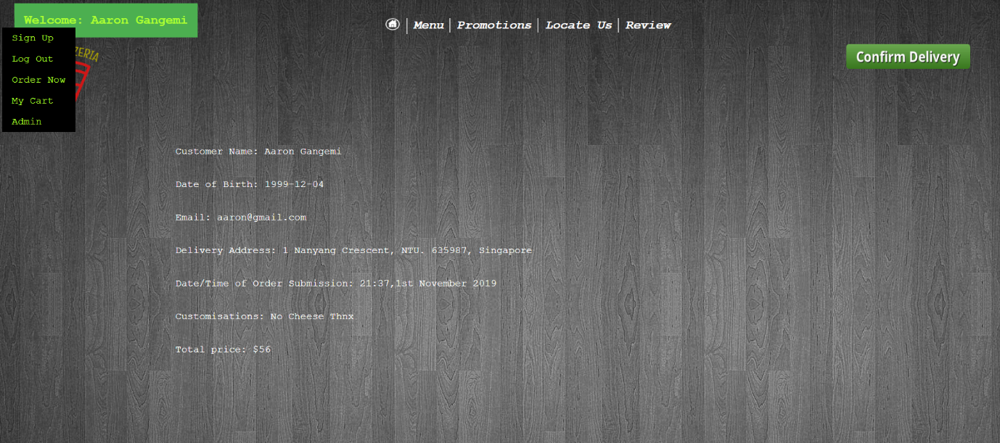 Welcome: Aaron Gangemi
Menu Promotions Locate Us Review
Sign Up
Log Out
Order Now
My Cart
Admin
Confirm Delivery
Customer Name: Aaron Gangemi
Date of Birth: 1999-12-04
Email: aaron@gmail.com
Delivery Address: 1 Nanyang Crescent, NTU. 635987, Singapore
Date/Time of Order Submission: 21:37,1st November 2019
Customisations: No Cheese Thnx
Total price: $56